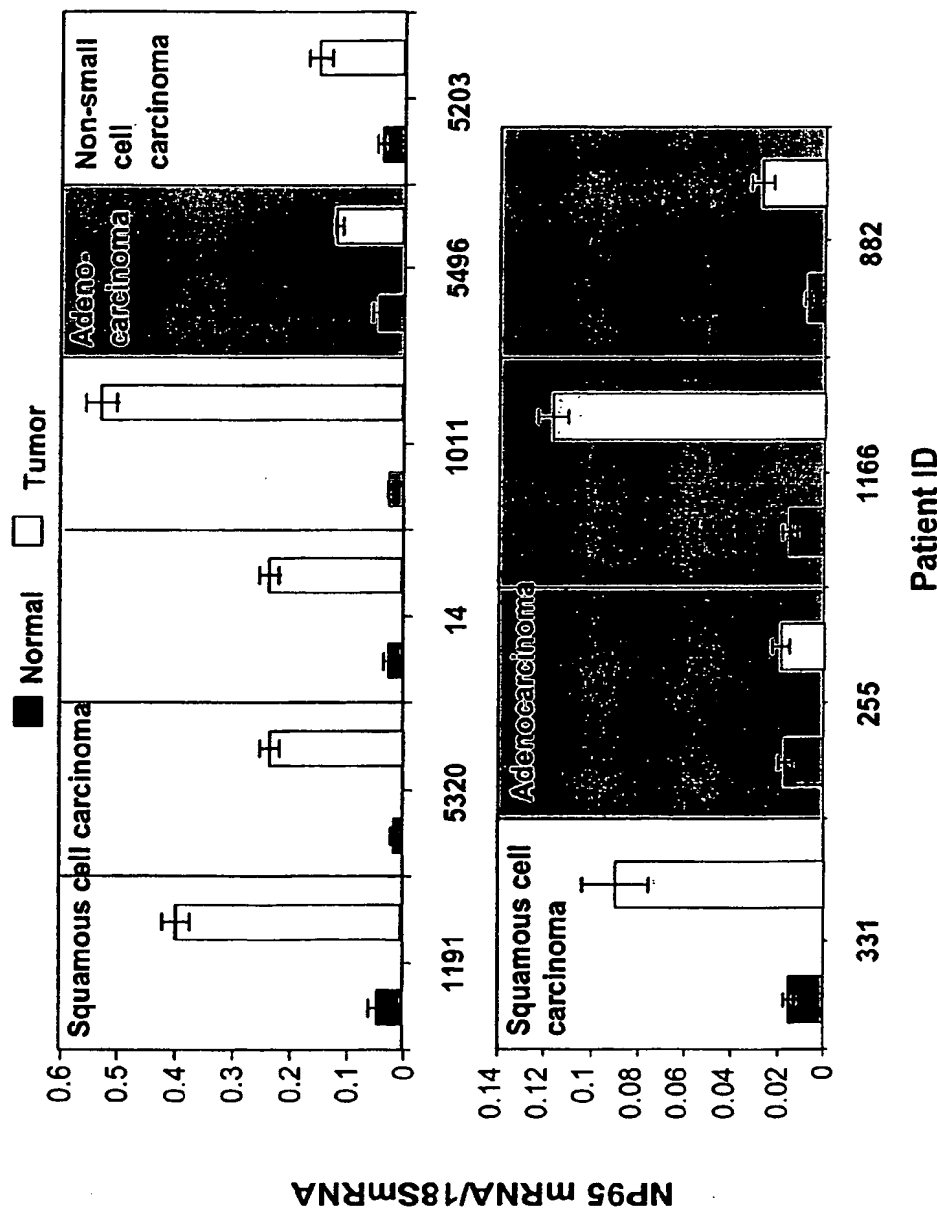 Normal Tumor
NP95 mRNA/18SmRNA
0.6
0.5
0.4
0.3
0.2
0.1
0
Squamous cell carcinoma
Adeno-
carcinoma
Non-small
cell
carcinoma
1191 5320 14 1011 5496 5203
0.14
0.12
0.1
0.08
0.06
0.04
0.02
0
Squamous cell
carcinoma
Adenocarcinoma
331 255 1166 882
Patient ID